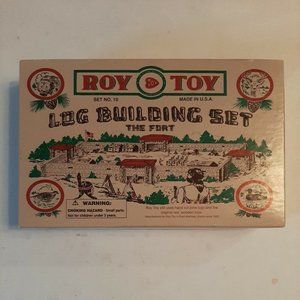 ROY TOY
SET NO. 10
MADE IN U.S.A.
LOG BUILDING SET
THE FORT
WARNING:
CHOKING HAZARD - Small parts.
Not for children under 3 years.